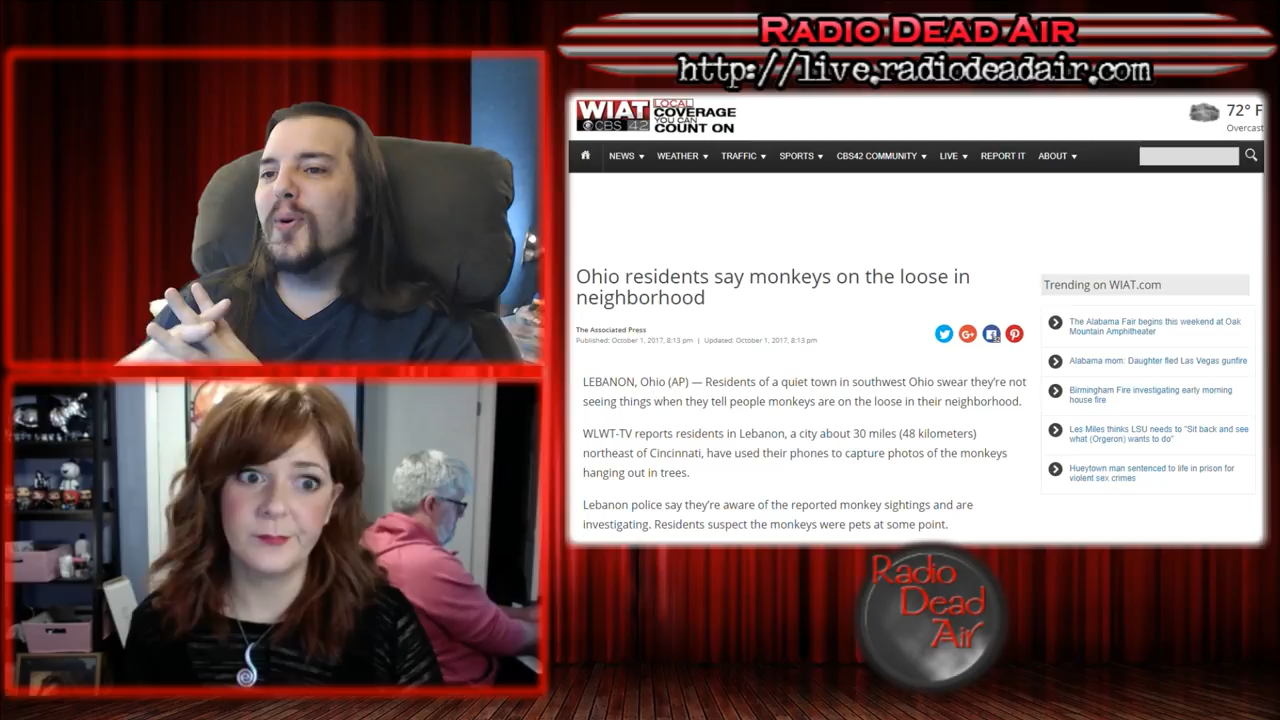 Radio Dead Air
http://live.radiodeadair.com
WIAT
CBS 42
LOCAL
COVERAGE
YOU CAN
COUNT ON
72° F
Overcast
NEWS
WEATHER
TRAFFIC
SPORTS
CBS42 COMMUNITY
LIVE
REPORT IT
ABOUT
Ohio residents say monkeys on the loose in
neighborhood
The Associated Press
Published: October 1, 2017, 8:13 pm | Updated: October 1, 2017, 8:13 pm
LEBANON, Ohio (AP) — Residents of a quiet town in southwest Ohio swear they're not
seeing things when they tell people monkeys are on the loose in their neighborhood.
WLWT-TV reports residents in Lebanon, a city about 30 miles (48 kilometers)
northeast of Cincinnati, have used their phones to capture photos of the monkeys
hanging out in trees.
Lebanon police say they're aware of the reported monkey sightings and are
investigating. Residents suspect the monkeys were pets at some point.
Trending on WIAT.com
The Alabama Fair begins this weekend at Oak
Mountain Amphitheater
Alabama mom: Daughter fled Las Vegas gunfire
Birmingham Fire investigating early morning
house fire
Les Miles thinks LSU needs to "Sit back and see
what (Orgeron) wants to do"
Hueytown man sentenced to life in prison for
violent sex crimes
Radio
Dead
Air